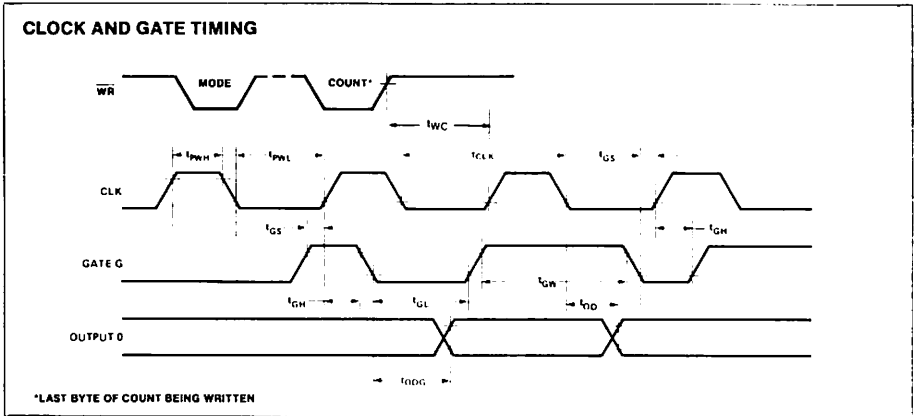 CLOCK AND GATE TIMING
WR MODE COUNT*
tWC
tPWH tPWL tCLK tGS
CLK
tGS tGH
GATE G
tGH tGL tGW tOD
OUTPUT 0
tODG
*LAST BYTE OF COUNT BEING WRITTEN